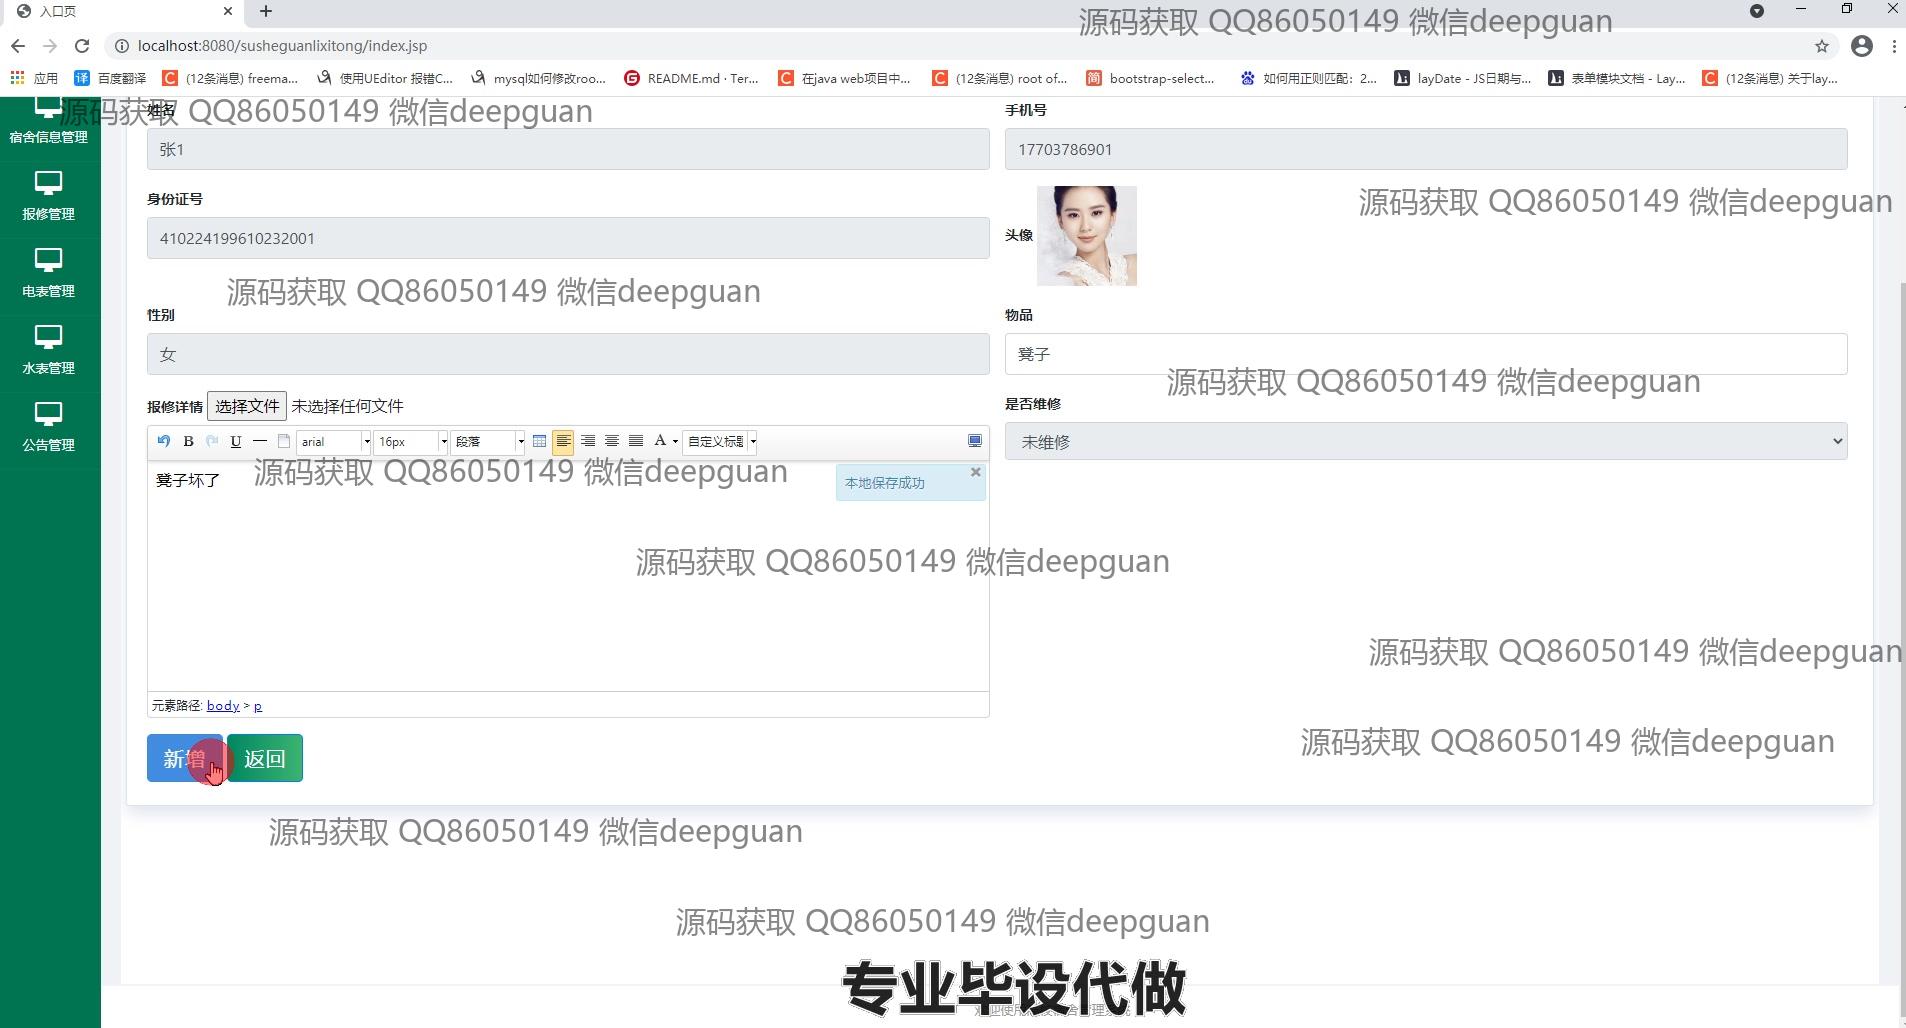 入口页
源码获取 QQ86050149 微信deepguan
localhost:8080/susheguanlixitong/index.jsp
应用 百度翻译 (12条消息) freema... 使用UEditor 报错C... mysql如何修改roo... README.md · Ter... 在java web项目中... (12条消息) root of... bootstrap-select... 如何用正则匹配：2... layDate - JS日期与... 表单模块文档 - Lay... (12条消息) 关于lay...
源码获取 QQ86050149 微信deepguan
姓名 手机号
宿舍信息管理
张1 17703786901
报修管理
身份证号
源码获取 QQ86050149 微信deepguan
410224199610232001
头像
电表管理
源码获取 QQ86050149 微信deepguan
性别 物品
女 凳子
水表管理
源码获取 QQ86050149 微信deepguan
报修详情 选择文件 未选择任何文件 是否维修
公告管理
B U arial 16px 段落 A 自定义标题
未维修
源码获取 QQ86050149 微信deepguan
凳子坏了 本地保存成功
源码获取 QQ86050149 微信deepguan
源码获取 QQ86050149 微信deepguan
元素路径: body > p
源码获取 QQ86050149 微信deepguan
新增 返回
源码获取 QQ86050149 微信deepguan
源码获取 QQ86050149 微信deepguan
专业毕设代做